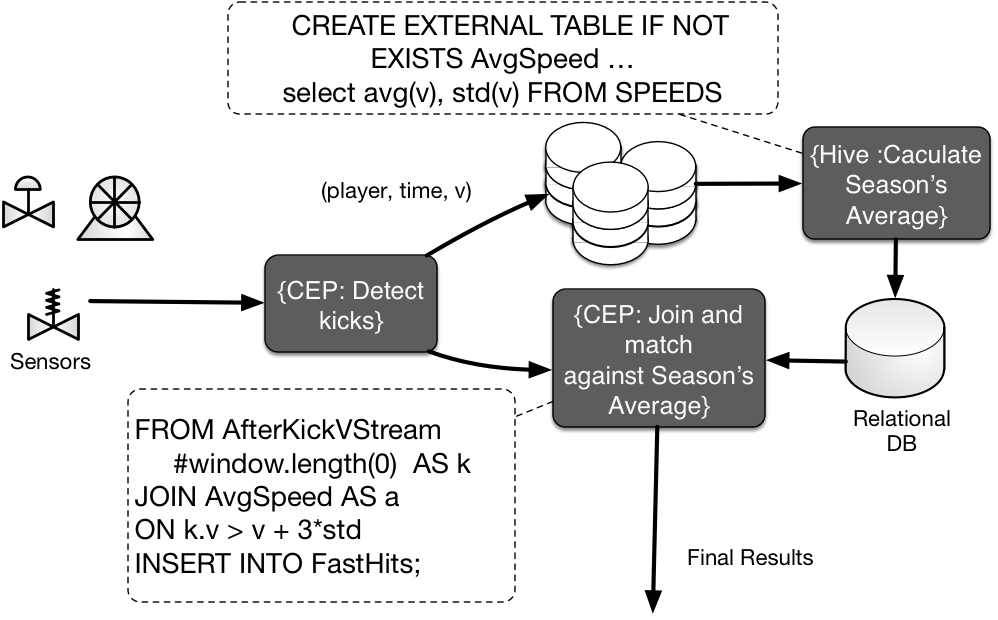 CREATE EXTERNAL TABLE IF NOT
EXISTS AvgSpeed …
select avg(v), std(v) FROM SPEEDS
{Hive :Caculate
Season’s
Average}
(player, time, v)
{CEP: Detect
kicks}
{CEP: Join and
match
against Season’s
Average}
Sensors
Relational
DB
FROM AfterKickVStream
#window.length(0)  AS k
JOIN AvgSpeed AS a
ON k.v > v + 3*std
INSERT INTO FastHits;
Final Results